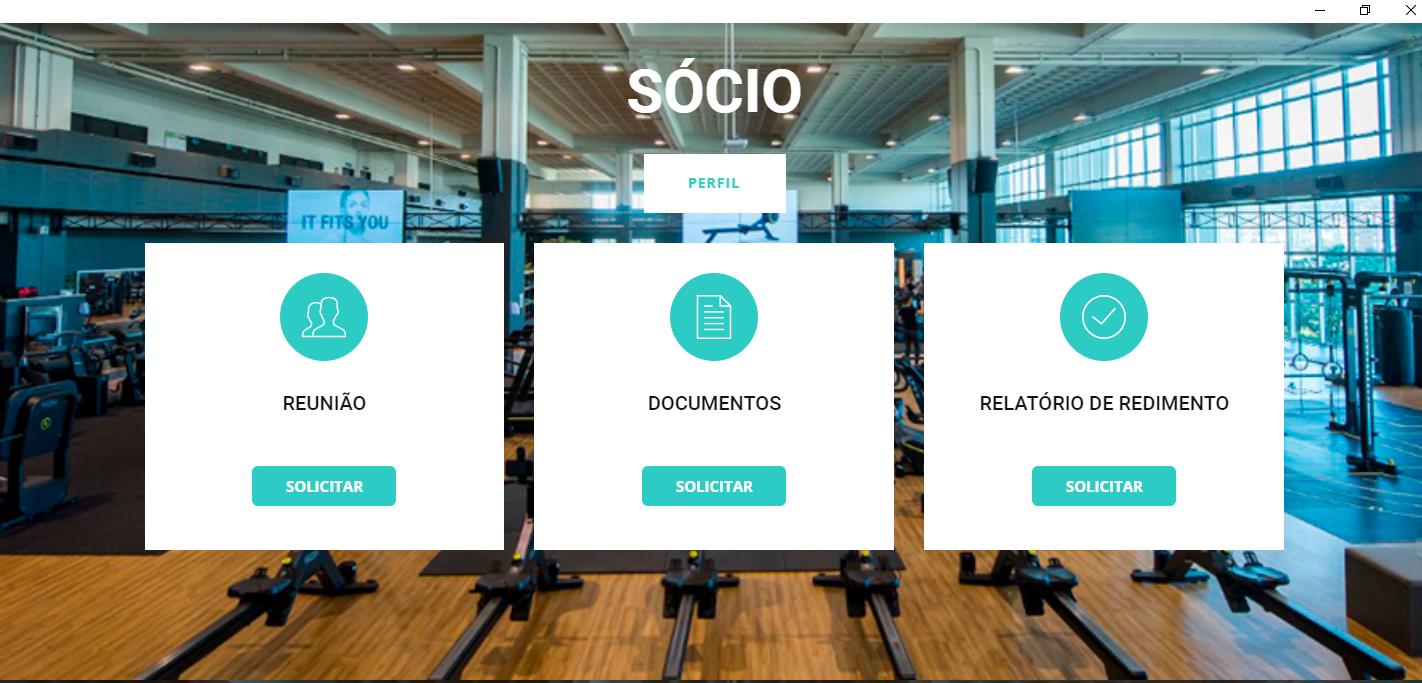 SÓCIO
PERFIL
IT FITS YOU
REUNIÃO
DOCUMENTOS
RELATÓRIO DE REDIMENTO
SOLICITAR
SOLICITAR
SOLICITAR